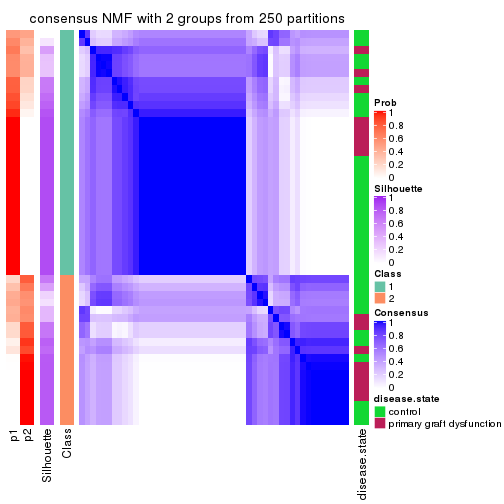 consensus NMF with 2 groups from 250 partitions
Prob
1
0.8
0.6
0.4
0.2
0
Silhouette
1
0.8
0.6
0.4
0.2
0
Class
1
2
Consensus
1
0.8
0.6
0.4
0.2
0
disease.state
control
primary graft dysfunction
p1
p2
Silhouette
Class
disease.state